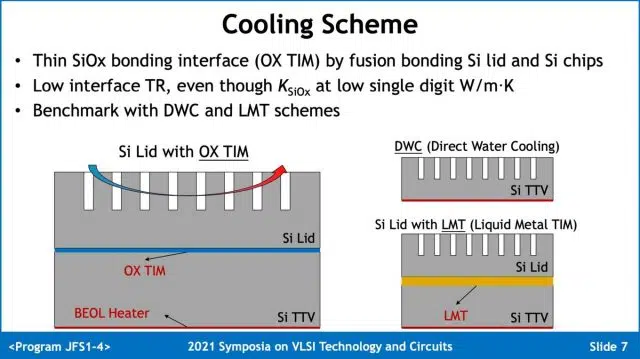 Cooling Scheme
• Thin SiOx bonding interface (OX TIM) by fusion bonding Si lid and Si chips
• Low interface TR, even though KSiOx at low single digit W/m·K
• Benchmark with DWC and LMT schemes
Si Lid with OX TIM
Si Lid
OX TIM
BEOL Heater
Si TTV
DWC (Direct Water Cooling)
Si TTV
Si Lid with LMT (Liquid Metal TIM)
Si Lid
LMT
Si TTV
<Program JFS1-4>
2021 Symposia on VLSI Technology and Circuits
Slide 7